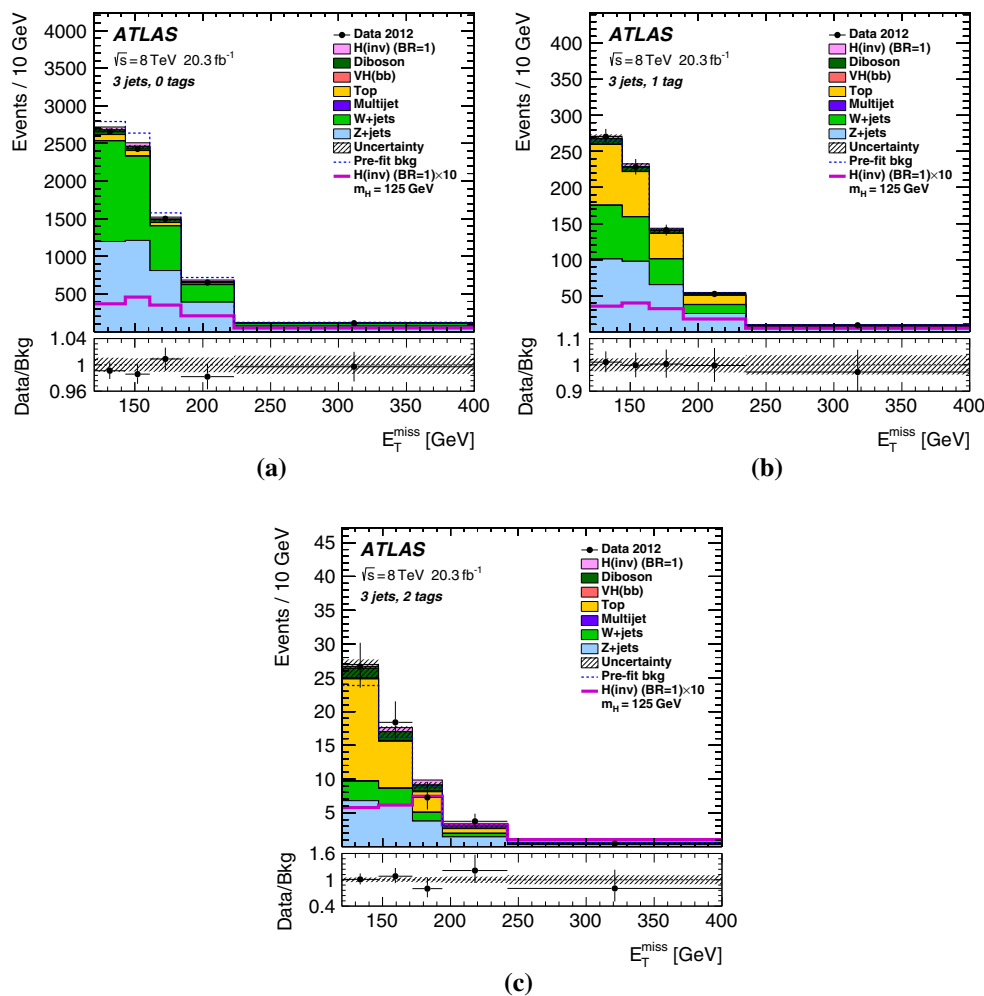 ATLAS
√s = 8 TeV 20.3 fb⁻¹
3 jets, 0 tags
Data 2012
H(inv) (BR=1)
Diboson
VH(bb)
Top
Multijet
W+jets
Z+jets
Uncertainty
Pre-fit bkg
H(inv) (BR=1)×10
m_H = 125 GeV
Events / 10 GeV
4000
3500
3000
2500
2000
1500
1000
500
Data/Bkg
1.04
1
0.96
150 200 250 300 350 400
E_T^miss [GeV]
(a)
ATLAS
√s = 8 TeV 20.3 fb⁻¹
3 jets, 1 tag
Data 2012
H(inv) (BR=1)
Diboson
VH(bb)
Top
Multijet
W+jets
Z+jets
Uncertainty
Pre-fit bkg
H(inv) (BR=1)×10
m_H = 125 GeV
Events / 10 GeV
400
350
300
250
200
150
100
50
Data/Bkg
1.1
1
0.9
150 200 250 300 350 400
E_T^miss [GeV]
(b)
ATLAS
√s = 8 TeV 20.3 fb⁻¹
3 jets, 2 tags
Data 2012
H(inv) (BR=1)
Diboson
VH(bb)
Top
Multijet
W+jets
Z+jets
Uncertainty
Pre-fit bkg
H(inv) (BR=1)×10
m_H = 125 GeV
Events / 10 GeV
45
40
35
30
25
20
15
10
5
Data/Bkg
1.6
1
0.4
150 200 250 300 350 400
E_T^miss [GeV]
(c)